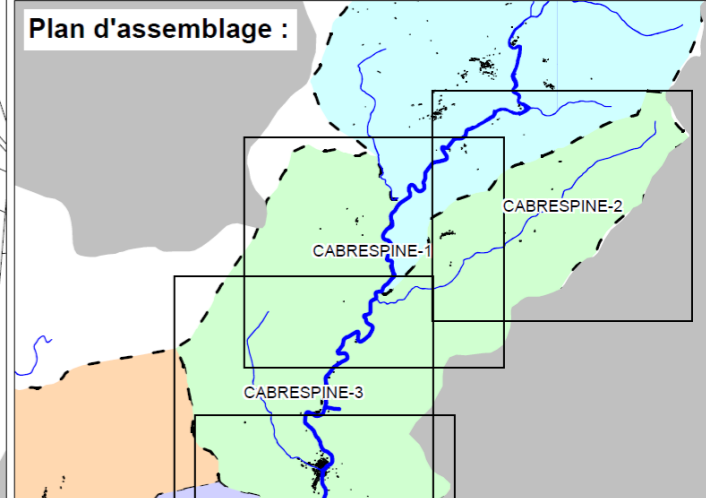 Plan d'assemblage :
CABRESPINE-2
CABRESPINE-1
CABRESPINE-3